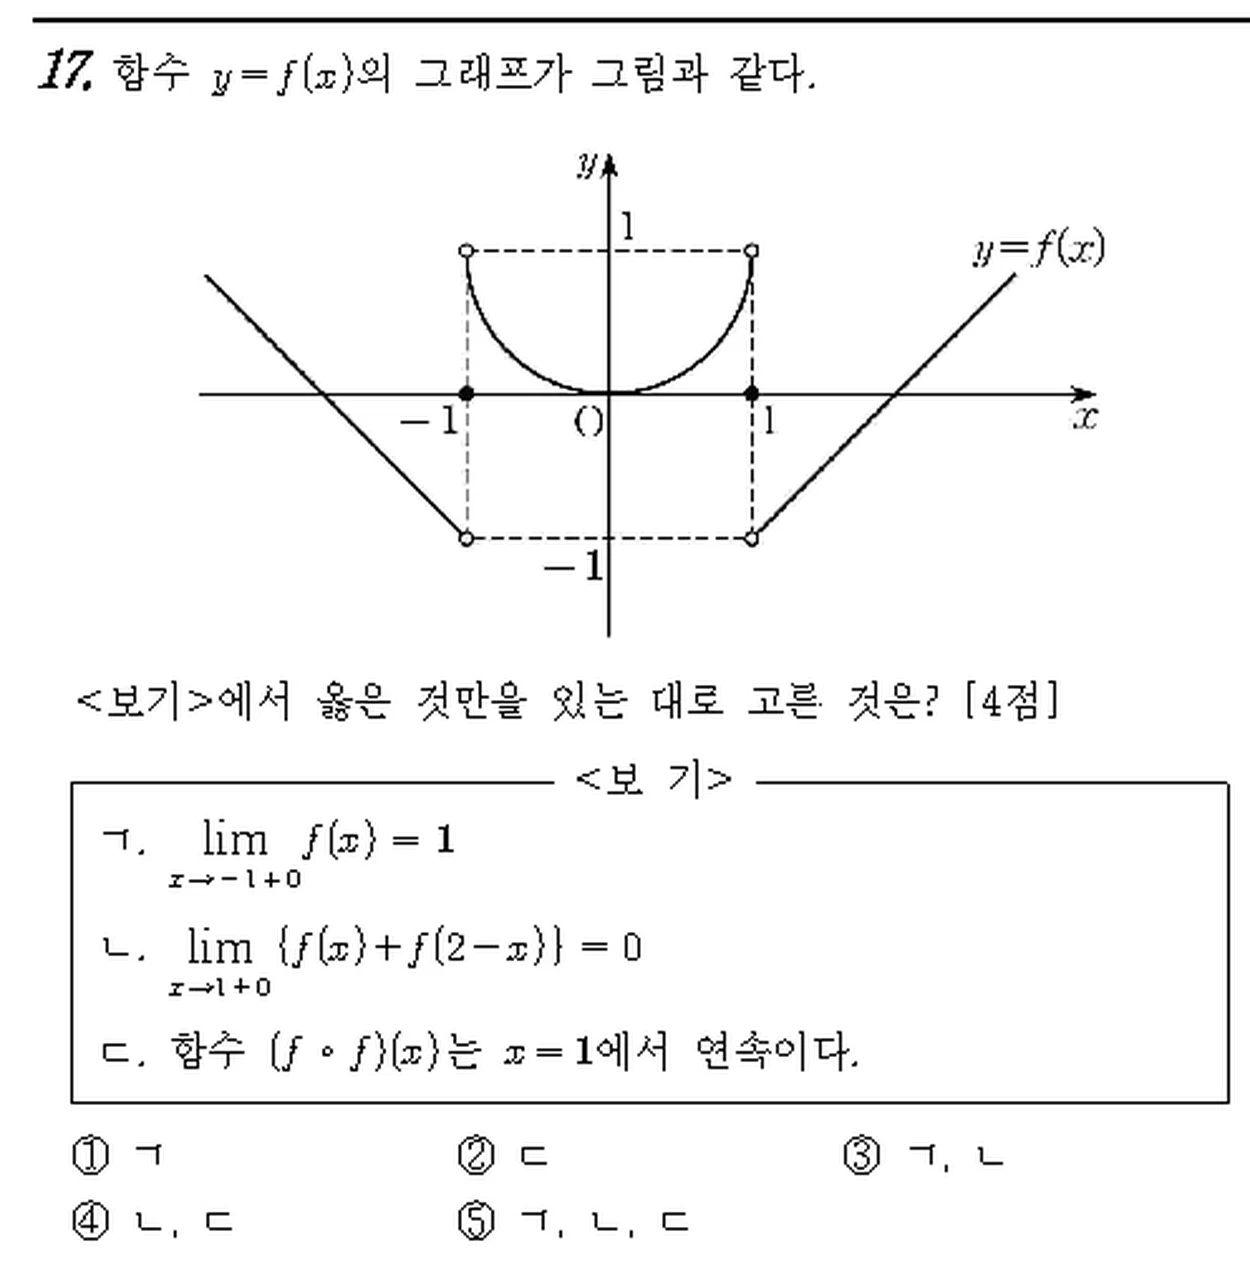 17. 함수 y=f(x)의 그래프가 그림과 같다.
y
1
y=f(x)
-1
O
1
x
-1
<보기>에서 옳은 것만을 있는 대로 고른 것은? [4점]
<보 기>
ㄱ. lim f(x) = 1
x→-1+0
ㄴ. lim {f(x)+f(2-x)} = 0
x→1+0
ㄷ. 함수 (f∘f)(x)는 x=1에서 연속이다.
① ㄱ ② ㄷ ③ ㄱ, ㄴ
④ ㄴ, ㄷ ⑤ ㄱ, ㄴ, ㄷ